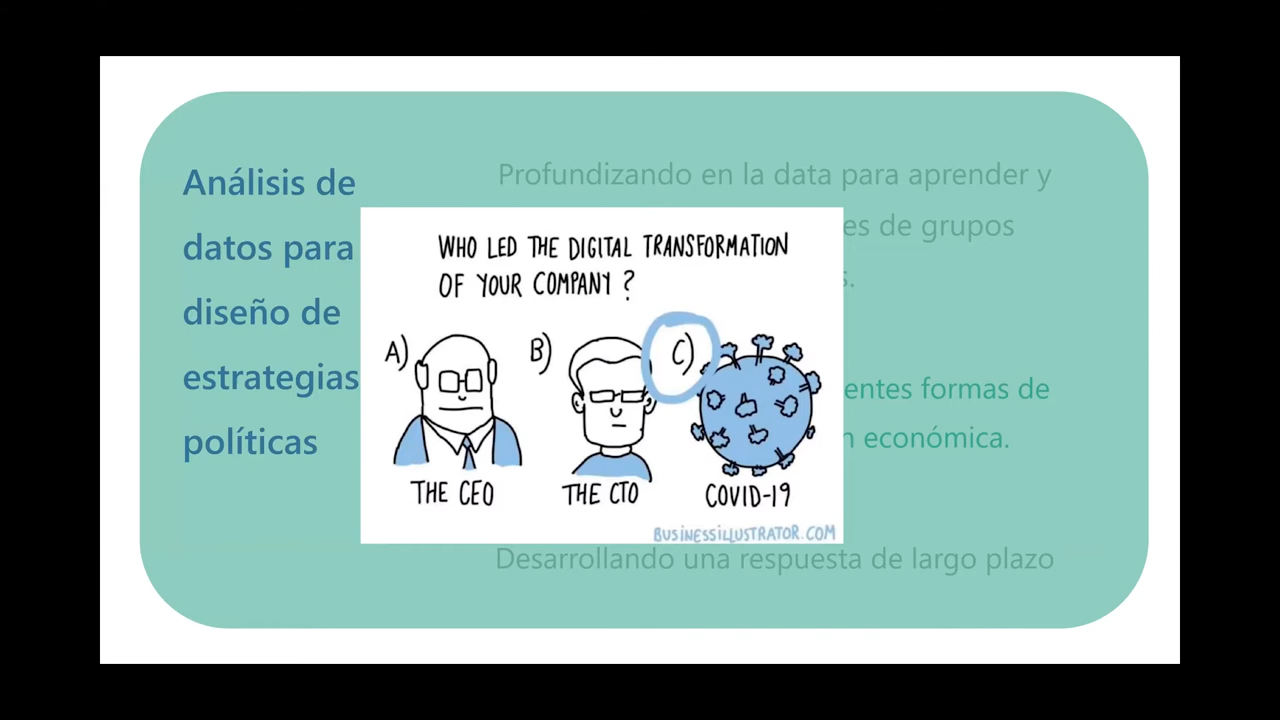 Análisis de
datos para
diseño de
estrategias
políticas
Profundizando en la data para aprender y
de grupos
formas de
económica.
Desarrollando una respuesta de largo plazo
WHO LED THE DIGITAL TRANSFORMATION
OF YOUR COMPANY?
A) B) C)
THE CEO THE CTO COVID-19
BUSINESSILLUSTRATOR.COM